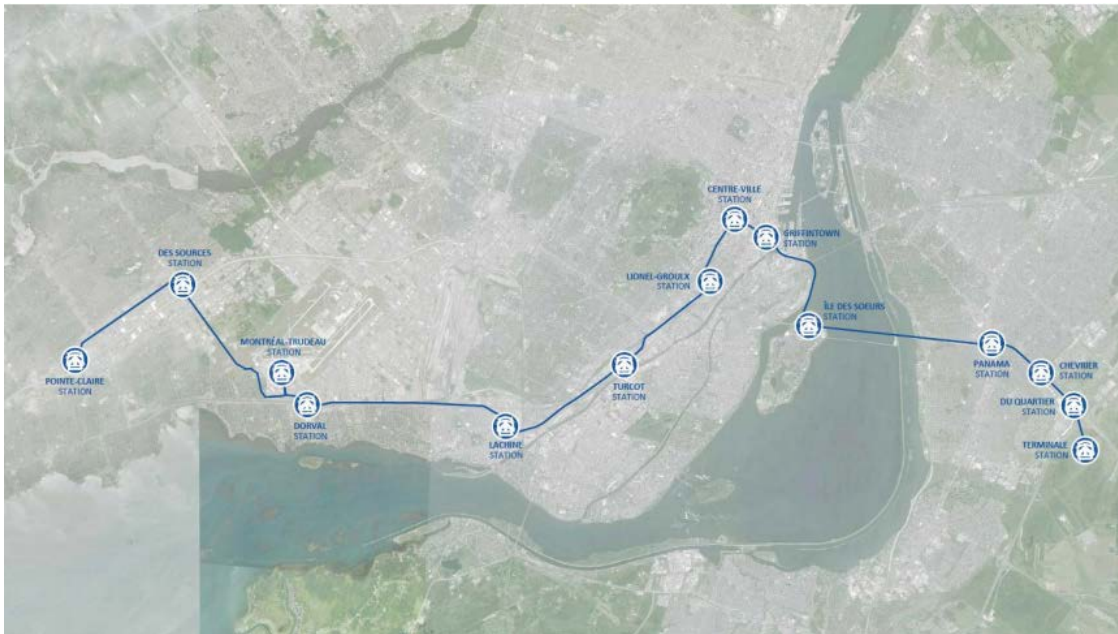 CENTRE-VILLE
STATION
GRIFFINTOWN
STATION
DES SOURCES
STATION
LIONEL-GROULX
STATION
ÎLE DES SOEURS
STATION
MONTRÉAL-TRUDEAU
STATION
POINTE-CLAIRE
STATION
TURCOT
STATION
PANAMA
STATION
CHEVRIER
STATION
DORVAL
STATION
DU QUARTIER
STATION
LACHINE
STATION
TERMINALE
STATION